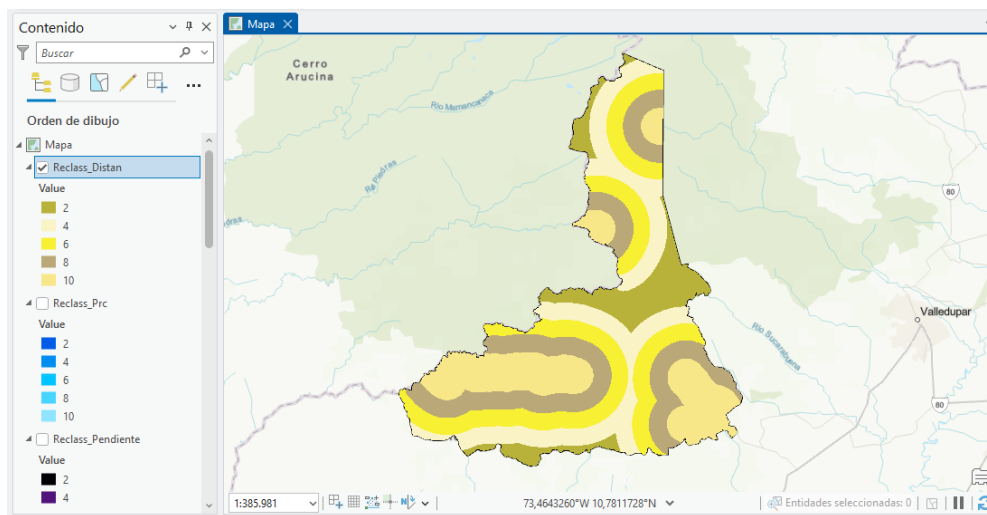 Contenido
Buscar
Orden de dibujo
Mapa
Reclass_Distan
Value
2
4
6
8
10
Reclass_Prc
Value
2
4
6
8
10
Reclass_Pendiente
Value
2
4
Mapa
Cerro
Arucina
Río Mamancanaca
Río Piedras
dras
80
Valledupar
Río
80
1:385.981
73,4643260°W 10,7811728°N
Entidades seleccionadas: 0